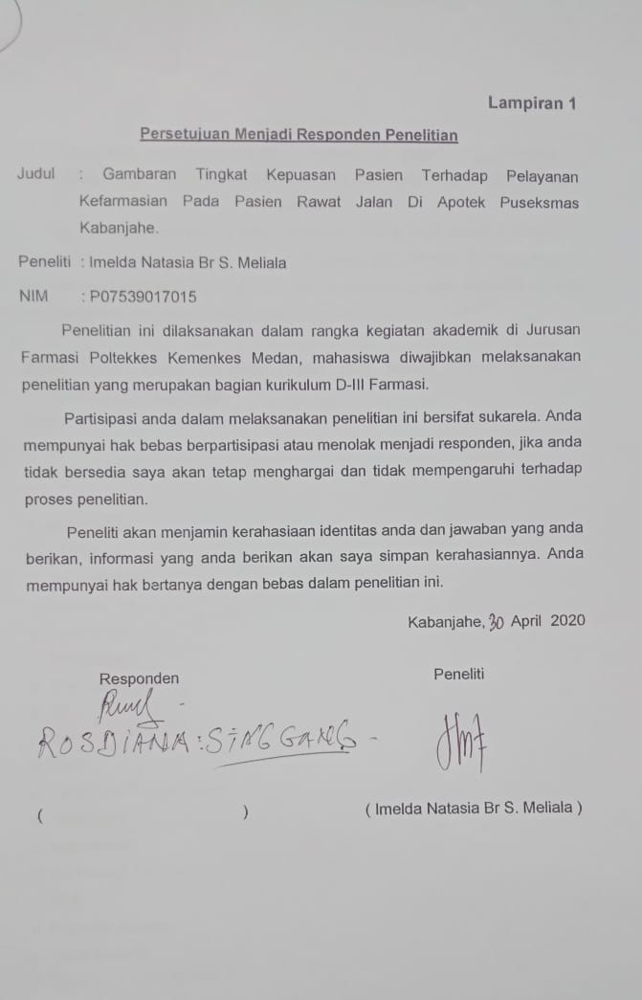 Lampiran 1
Persetujuan Menjadi Responden Penelitian
Judul : Gambaran Tingkat Kepuasan Pasien Terhadap Pelayanan
Kefarmasian Pada Pasien Rawat Jalan Di Apotek Puseksmas
Kabanjahe.
Peneliti : Imelda Natasia Br S. Meliala
NIM : P07539017015
Penelitian ini dilaksanakan dalam rangka kegiatan akademik di Jurusan
Farmasi Poltekkes Kemenkes Medan, mahasiswa diwajibkan melaksanakan
penelitian yang merupakan bagian kurikulum D-III Farmasi.
Partisipasi anda dalam melaksanakan penelitian ini bersifat sukarela. Anda
mempunyai hak bebas berpartisipasi atau menolak menjadi responden, jika anda
tidak bersedia saya akan tetap menghargai dan tidak mempengaruhi terhadap
proses penelitian.
Peneliti akan menjamin kerahasiaan identitas anda dan jawaban yang anda
berikan, informasi yang anda berikan akan saya simpan kerahasiannya. Anda
mempunyai hak bertanya dengan bebas dalam penelitian ini.
Kabanjahe, 30 April 2020
Responden Peneliti
ROSDIANA : SINGGANG -
( ) ( Imelda Natasia Br S. Meliala )